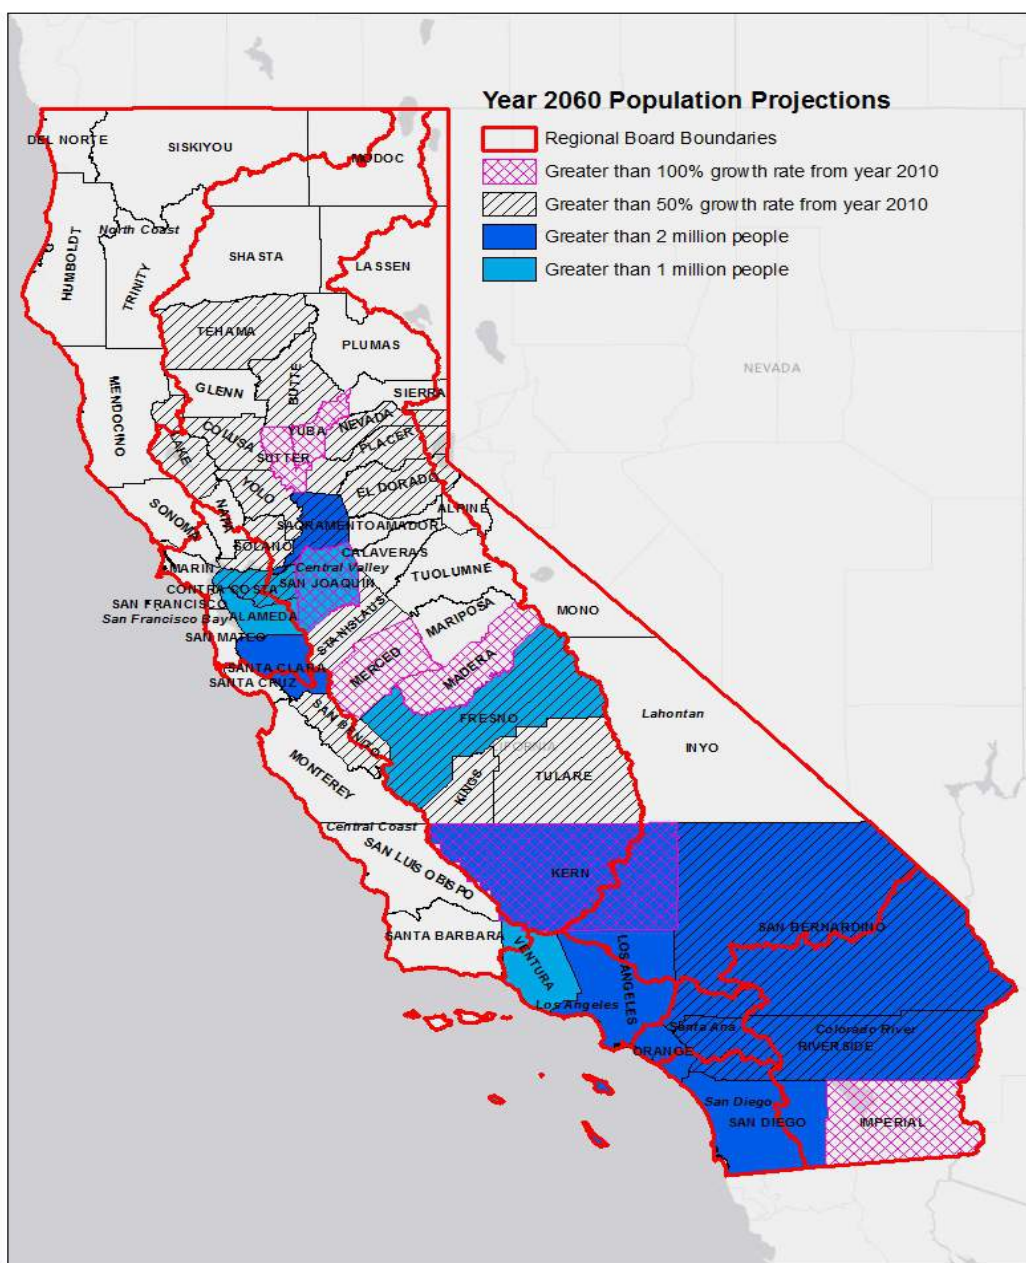 Year 2060 Population Projections
Regional Board Boundaries
Greater than 100% growth rate from year 2010
Greater than 50% growth rate from year 2010
Greater than 2 million people
Greater than 1 million people
DEL NORTE
SISKIYOU
MODOC
HUMBOLDT
North Coast
TRINITY
SHASTA
LASSEN
TEHAMA
PLUMAS
MENDOCINO
GLENN
BUTTE
SIERRA
NEVADA
LAKE
COLUSA
YUBA
NEVADA
PLACER
SUTTER
YOLO
EL DORADO
NAPA
ALPINE
SONOMA
SACRAMENTO
AMADOR
SOLANO
CALAVERAS
MARIN
Central Valley
TUOLUMNE
CONTRA COSTA
SAN JOAQUIN
SAN FRANCISCO
San Francisco Bay
ALAMEDA
STANISLAUS
MARIPOSA
MONO
SAN MATEO
MERCED
MADERA
SANTA CLARA
SANTA CRUZ
SAN BENITO
FRESNO
Lahontan
CALIFORNIA
INYO
MONTEREY
KINGS
TULARE
Central Coast
SAN LUIS OBISPO
KERN
SAN BERNARDINO
SANTA BARBARA
VENTURA
LOS ANGELES
Los Angeles
Santa Ana
Colorado River
RIVERSIDE
ORANGE
San Diego
SAN DIEGO
IMPERIAL